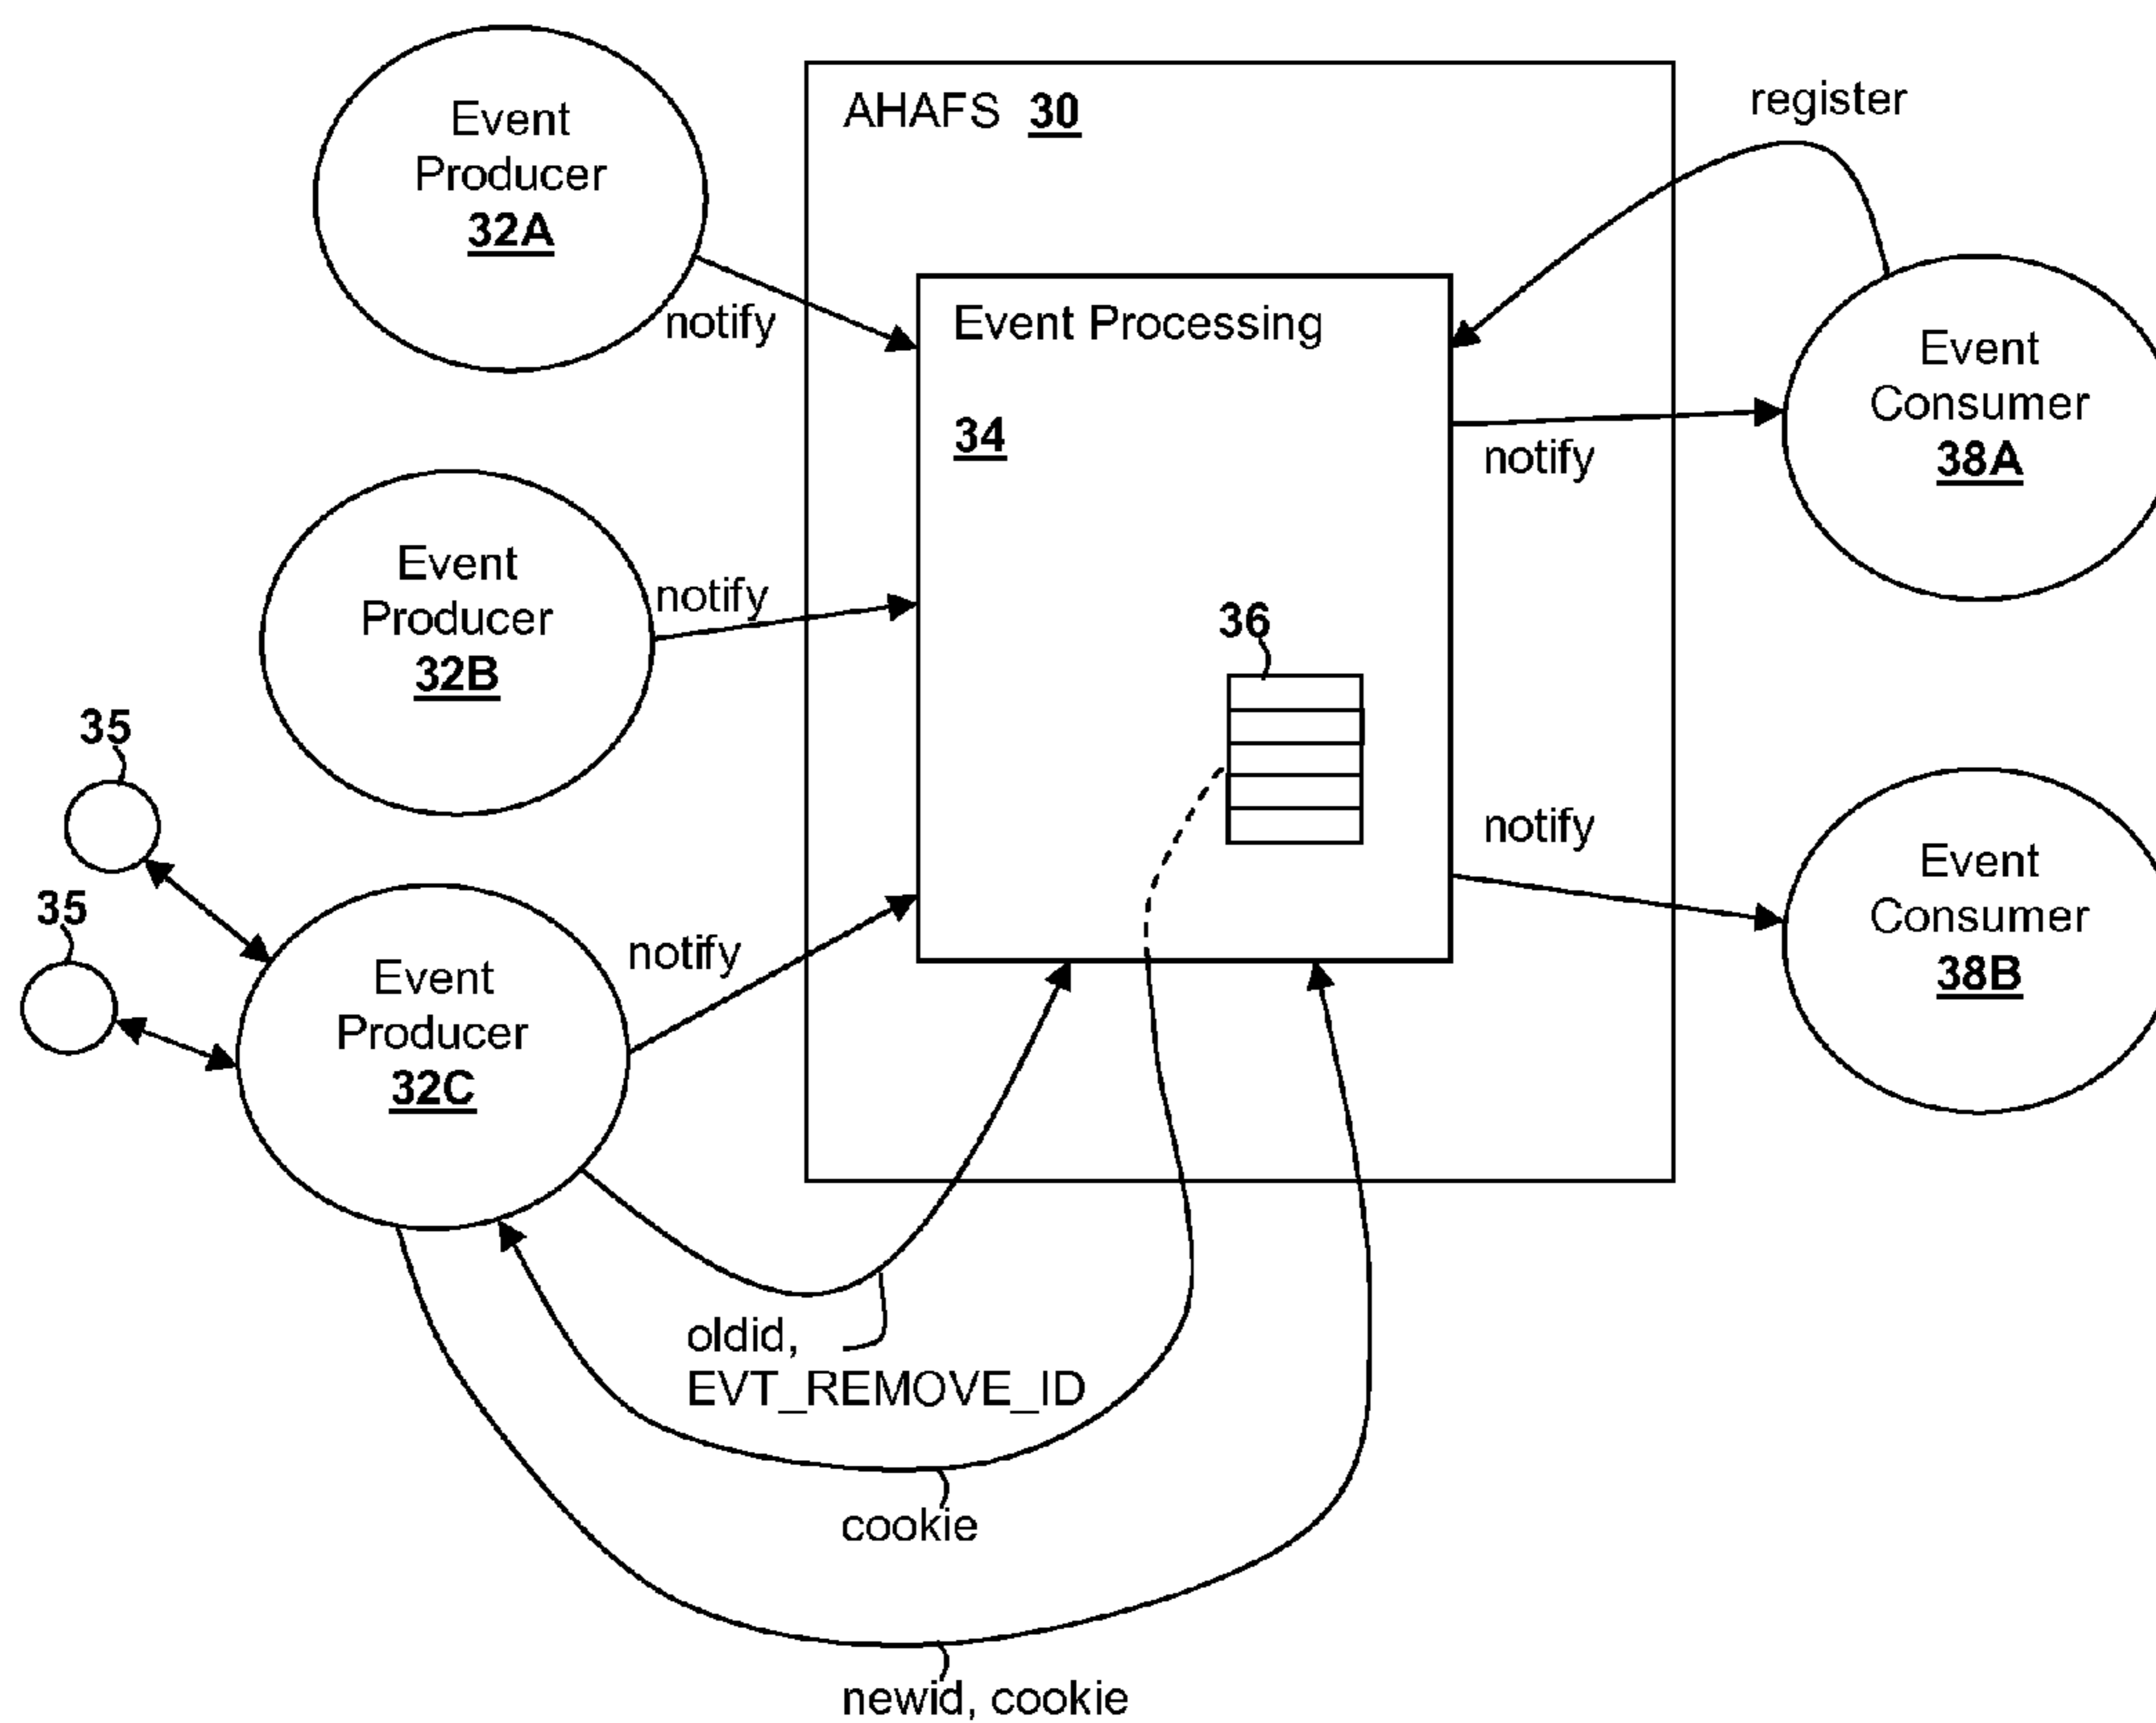 Event
Producer
32A
notify
AHAFS 30
register
Event Processing
34
Event
Consumer
38A
notify
Event
Producer
32B
notify
36
35
35
Event
Producer
32C
notify
notify
Event
Consumer
38B
oldid,
EVT_REMOVE_ID
cookie
newid, cookie